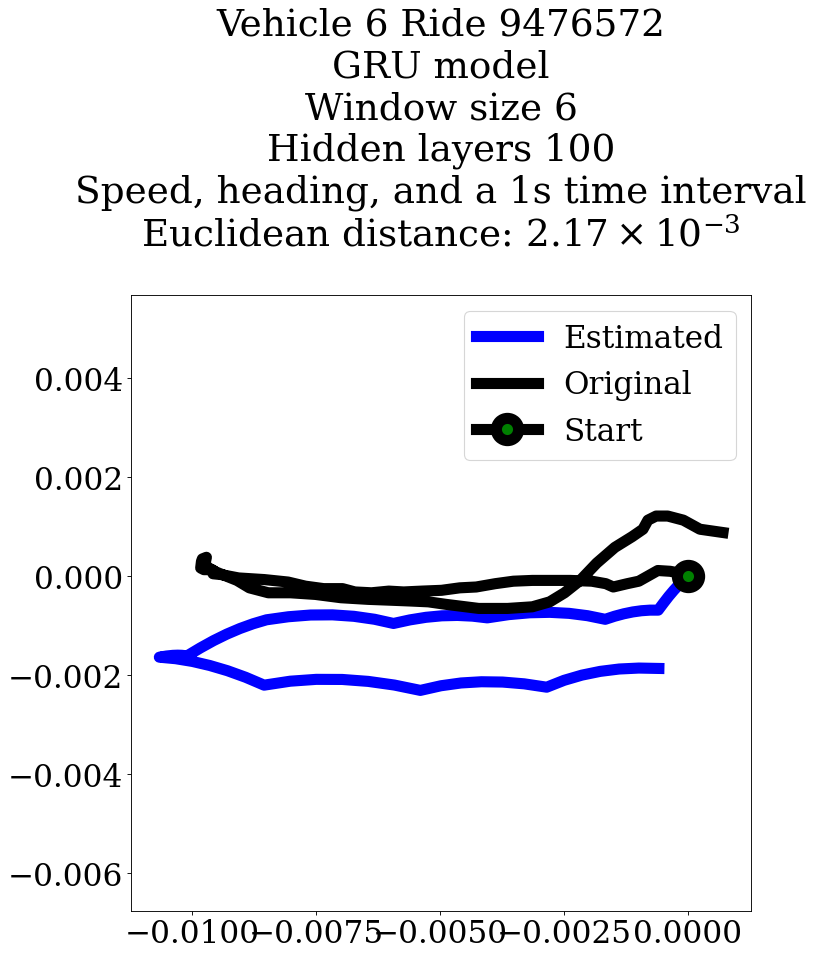 Vehicle 6 Ride 9476572
GRU model
Window size 6
Hidden layers 100
Speed, heading, and a 1s time interval
Euclidean distance: 2.17 × 10⁻³
Estimated
Original
Start
0.004
0.002
0.000
−0.002
−0.004
−0.006
−0.0100 −0.0075 −0.0050 −0.0025 0.0000